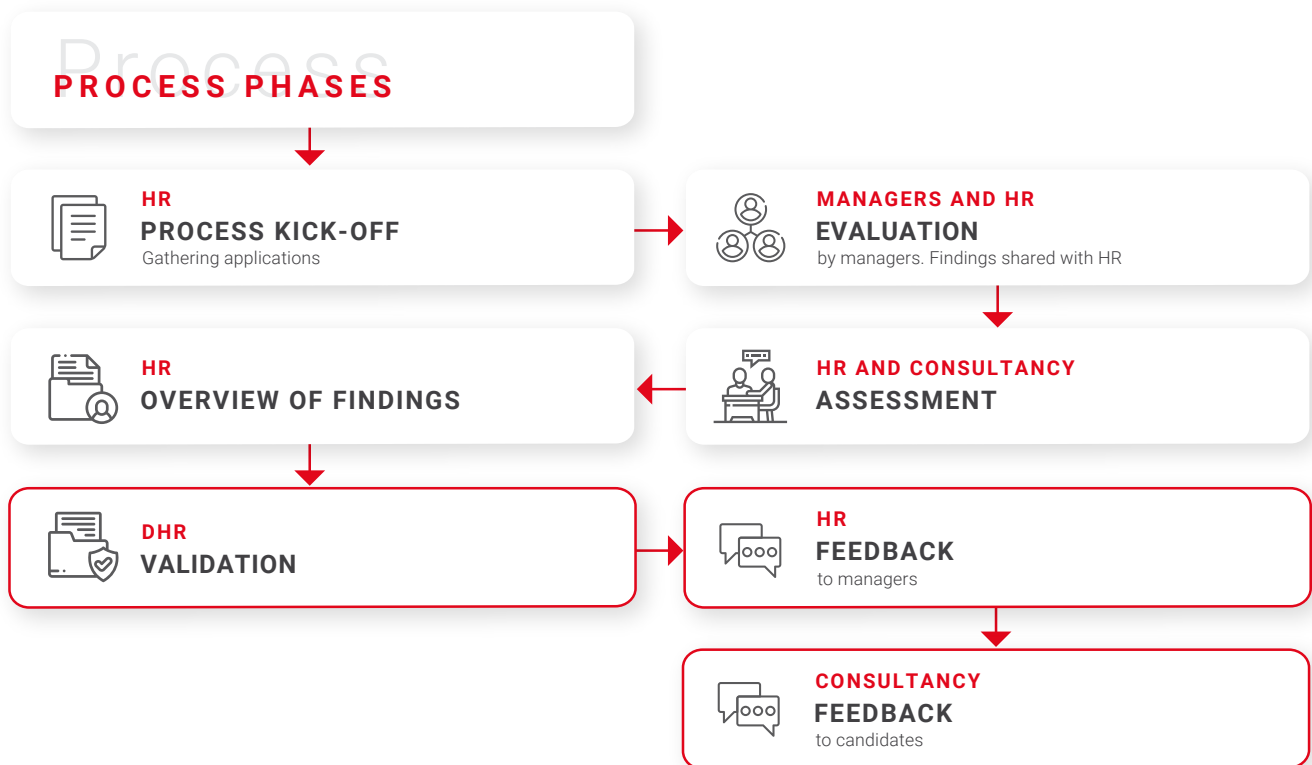 Process
PROCESS PHASES
HR
PROCESS KICK-OFF
Gathering applications
MANAGERS AND HR
EVALUATION
by managers. Findings shared with HR
HR AND CONSULTANCY
ASSESSMENT
HR
OVERVIEW OF FINDINGS
DHR
VALIDATION
HR
FEEDBACK
to managers
CONSULTANCY
FEEDBACK
to candidates